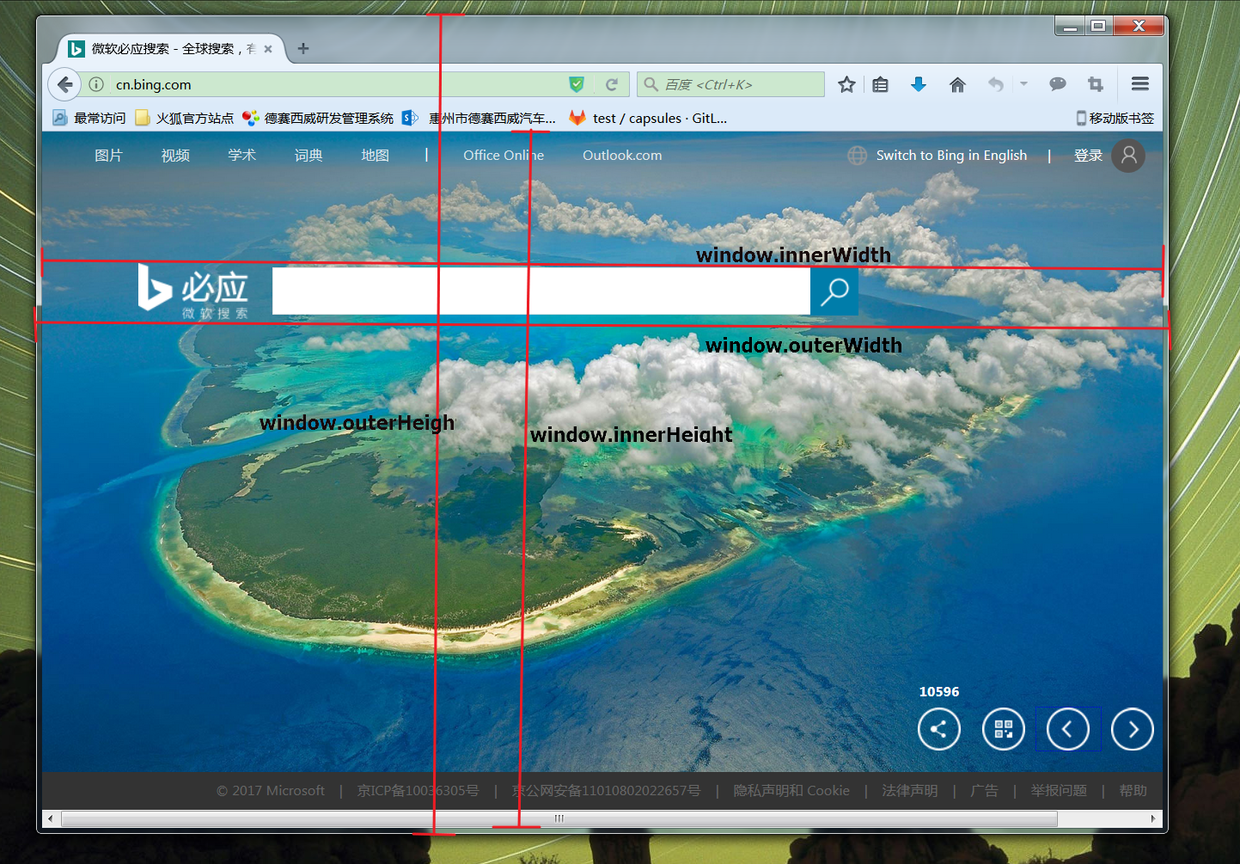 微软必应搜索 - 全球搜索，有
cn.bing.com
百度 <Ctrl+K>
最常访问 火狐官方站点 德赛西威研发管理系统 惠州市德赛西威汽车... test / capsules · GitL... 移动版书签
图片 视频 学术 词典 地图 | Office Online Outlook.com Switch to Bing in English | 登录
window.innerWidth
必应
微软搜索
window.outerWidth
window.outerHeigh
window.innerHeight
10596
© 2017 Microsoft | 京ICP备10036305号 | 京公网安备11010802022657号 | 隐私声明和 Cookie | 法律声明 | 广告 | 举报问题 | 帮助